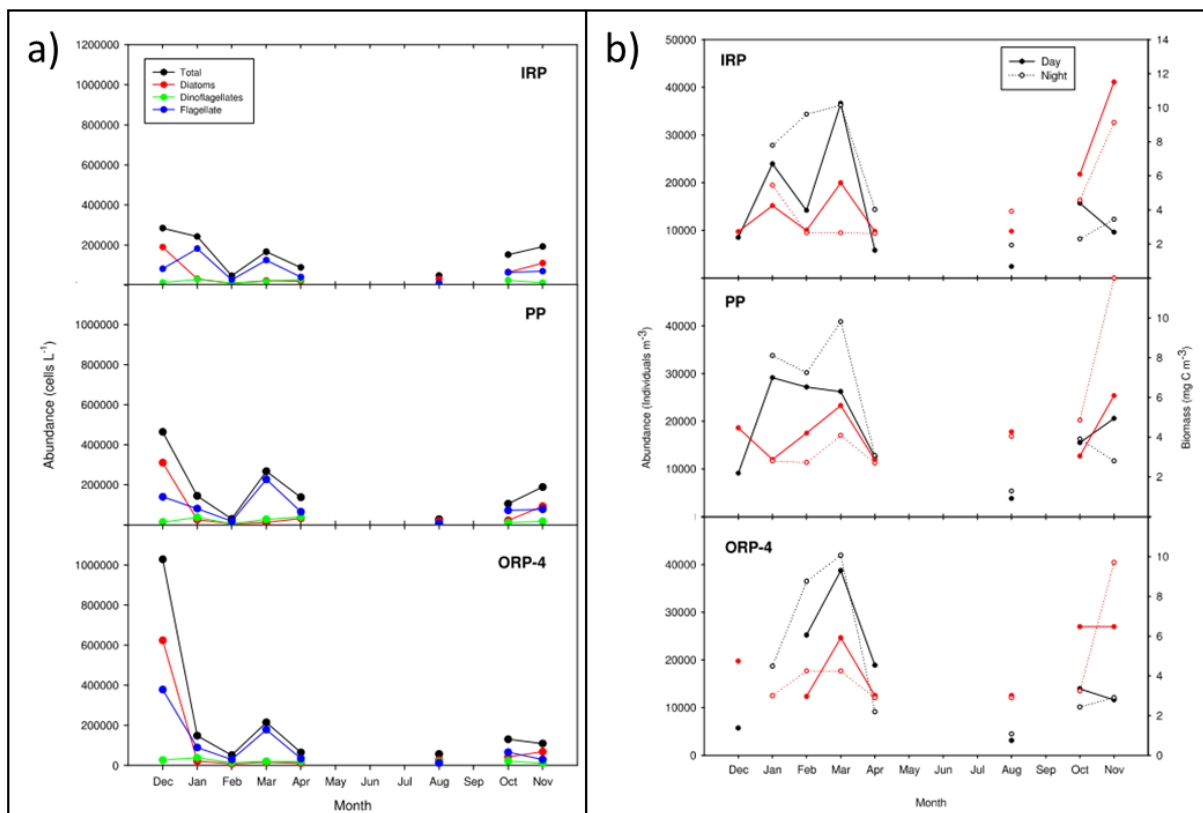 a)
1200000
1000000
800000
600000
400000
200000
Total
Diatoms
Dinoflagellates
Flagellate
IRP
1000000
800000
600000
400000
200000
PP
1000000
800000
600000
400000
200000
0
ORP-4
Abundance (cells L⁻¹)
Dec Jan Feb Mar Apr May Jun Jul Aug Sep Oct Nov
Month
b)
50000
40000
30000
20000
10000
IRP
Day
Night
14
12
10
8
6
4
2
0
40000
30000
20000
10000
PP
10
8
6
4
2
40000
30000
20000
10000
0
ORP-4
10
8
6
4
2
0
Abundance (Individuals m⁻³)
Biomass (mg C m⁻³)
Dec Jan Feb Mar Apr May Jun Jul Aug Sep Oct Nov
Month